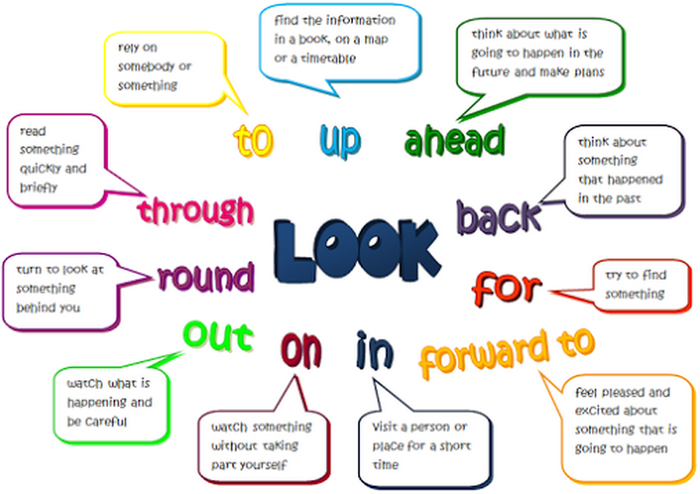 find the information
in a book, on a map
or a timetable
think about what is
going to happen in the
future and make plans
rely on
somebody or
something
to
up
ahead
read
something
quickly and
briefly
think about
something
that happened
in the past
through
back
LOOK
turn to look at
something
behind you
round
for
try to find
something
out
on
in
forward to
watch what is
happening and
be careful
watch something
without taking
part yourself
Visit a person or
place for a short
time
feel pleased and
excited about
something that is
going to happen